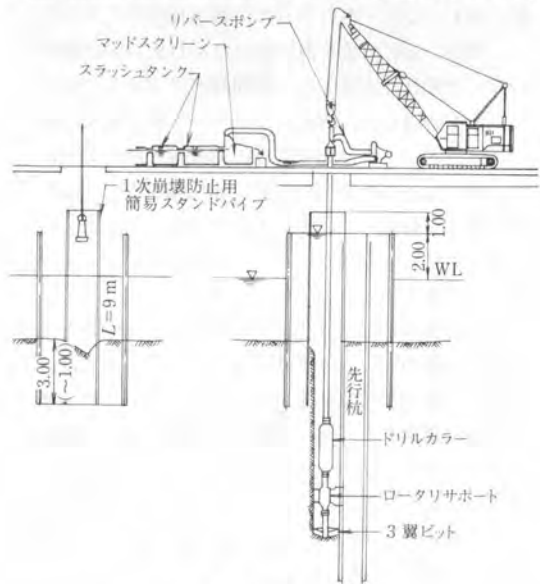 リバースポンプ
マッドスクリーン
スラッシュタンク
1次崩壊防止用
簡易スタンドパイプ
L=9m
3.00
(~1.00)
1.00
2.00
WL
先行杭
ドリルカラー
ロータリサポート
3翼ビット